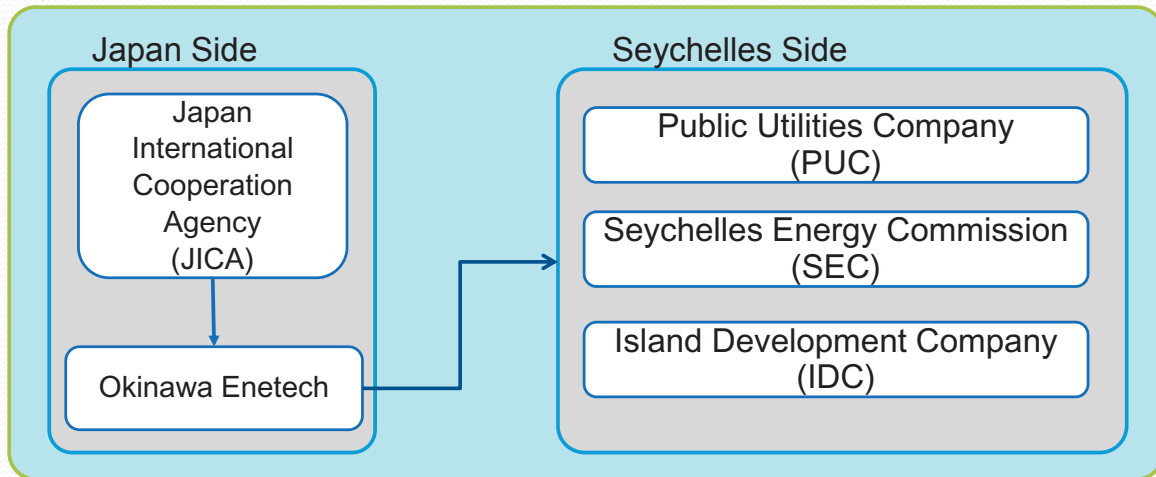 Japan Side
Japan
International
Cooperation
Agency
(JICA)
Okinawa Enetech
Seychelles Side
Public Utilities Company
(PUC)
Seychelles Energy Commission
(SEC)
Island Development Company
(IDC)